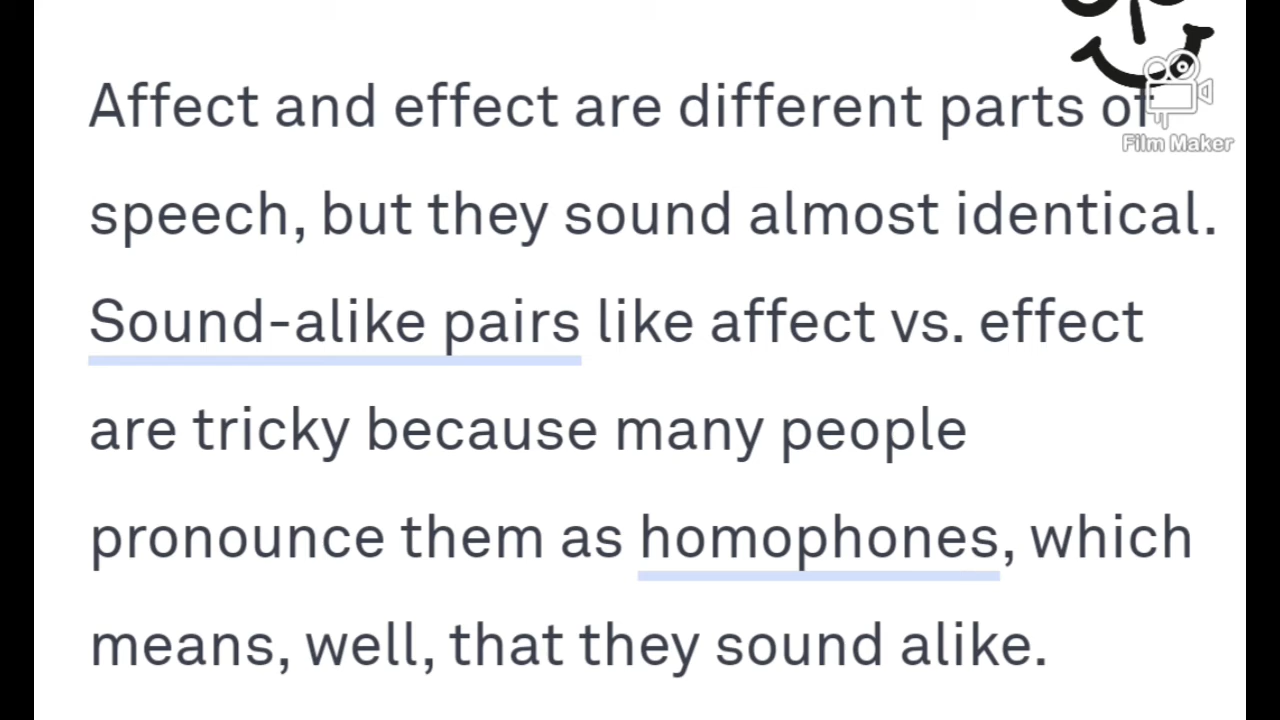 Affect and effect are different parts of
Film Maker
speech, but they sound almost identical.
Sound-alike pairs like affect vs. effect
are tricky because many people
pronounce them as homophones, which
means, well, that they sound alike.